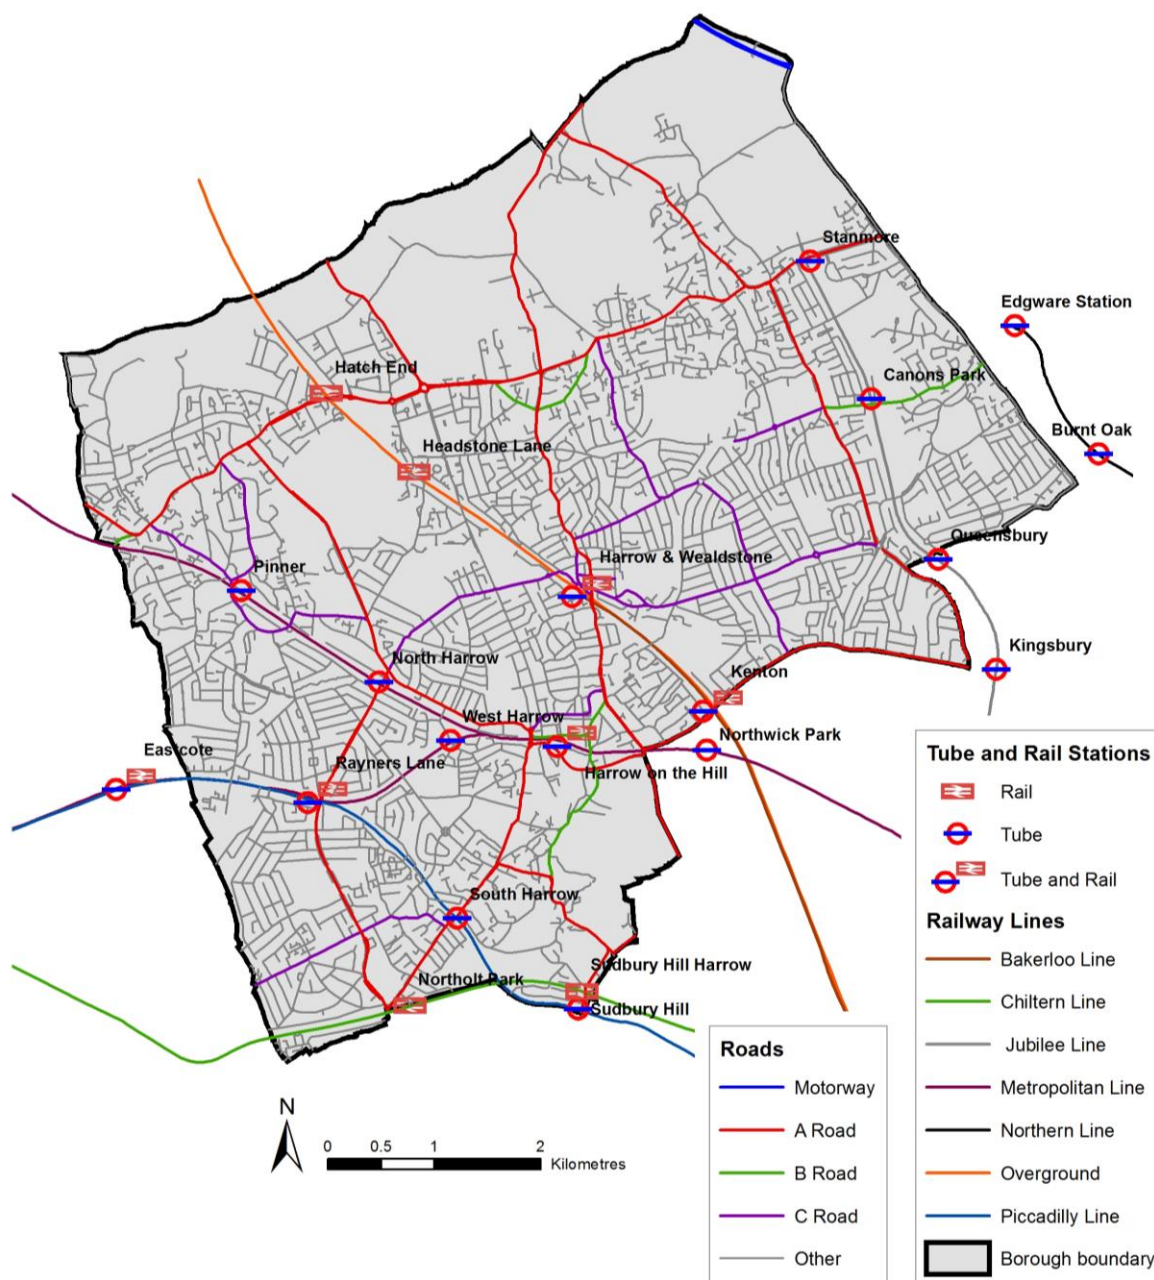 Stanmore
Edgware Station
Hatch End
Canons Park
Burnt Oak
Headstone Lane
Queensbury
Harrow & Wealdstone
Pinner
Kingsbury
North Harrow
Kenton
West Harrow
Northwick Park
Eastcote
Rayners Lane
Harrow on the Hill
South Harrow
Sudbury Hill Harrow
Northolt Park
Sudbury Hill
Tube and Rail Stations
Rail
Tube
Tube and Rail
Railway Lines
Bakerloo Line
Chiltern Line
Jubilee Line
Metropolitan Line
Northern Line
Overground
Piccadilly Line
Borough boundary
Roads
Motorway
A Road
B Road
C Road
Other
N
0 0.5 1 2
Kilometres